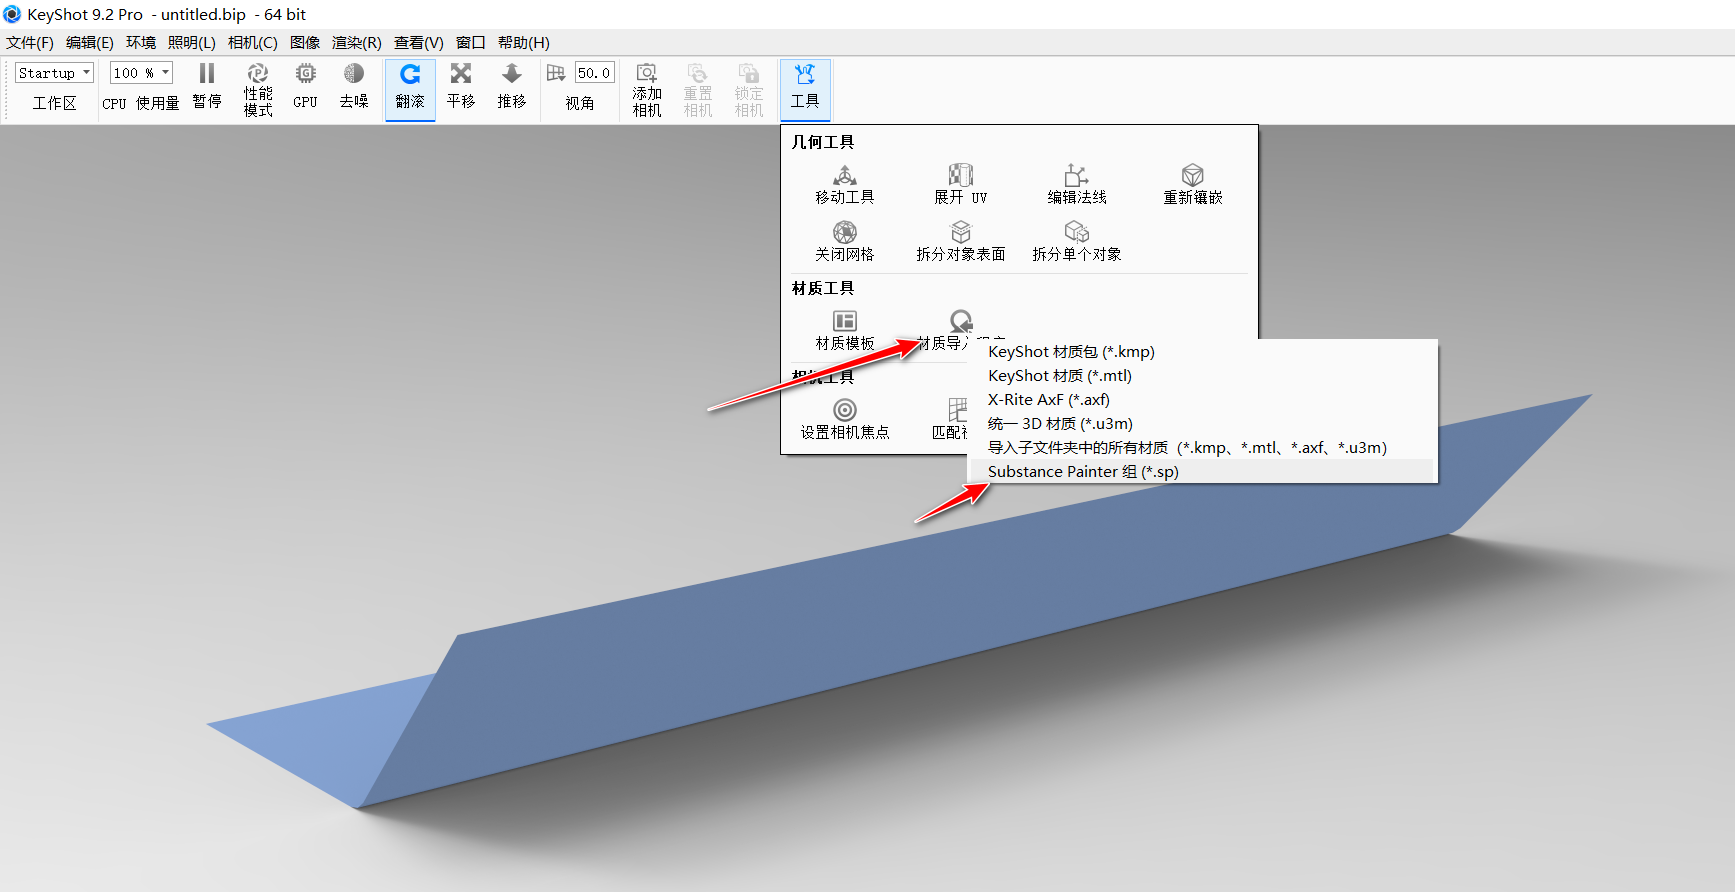 KeyShot 9.2 Pro - untitled.bip - 64 bit
文件(F) 编辑(E) 环境 照明(L) 相机(C) 图像 渲染(R) 查看(V) 窗口 帮助(H)
Startup
工作区
100 %
CPU 使用量
暂停
性能
模式
GPU
去噪
翻滚
平移
推移
50.0
视角
添加
相机
重置
相机
锁定
相机
工具
几何工具
移动工具
展开 UV
编辑法线
重新镶嵌
关闭网格
拆分对象表面
拆分单个对象
材质工具
材质模板
材质导入
相机工具
设置相机焦点
匹配
KeyShot 材质包 (*.kmp)
KeyShot 材质 (*.mtl)
X-Rite AxF (*.axf)
统一 3D 材质 (*.u3m)
导入子文件夹中的所有材质 (*.kmp、*.mtl、*.axf、*.u3m)
Substance Painter 组 (*.sp)